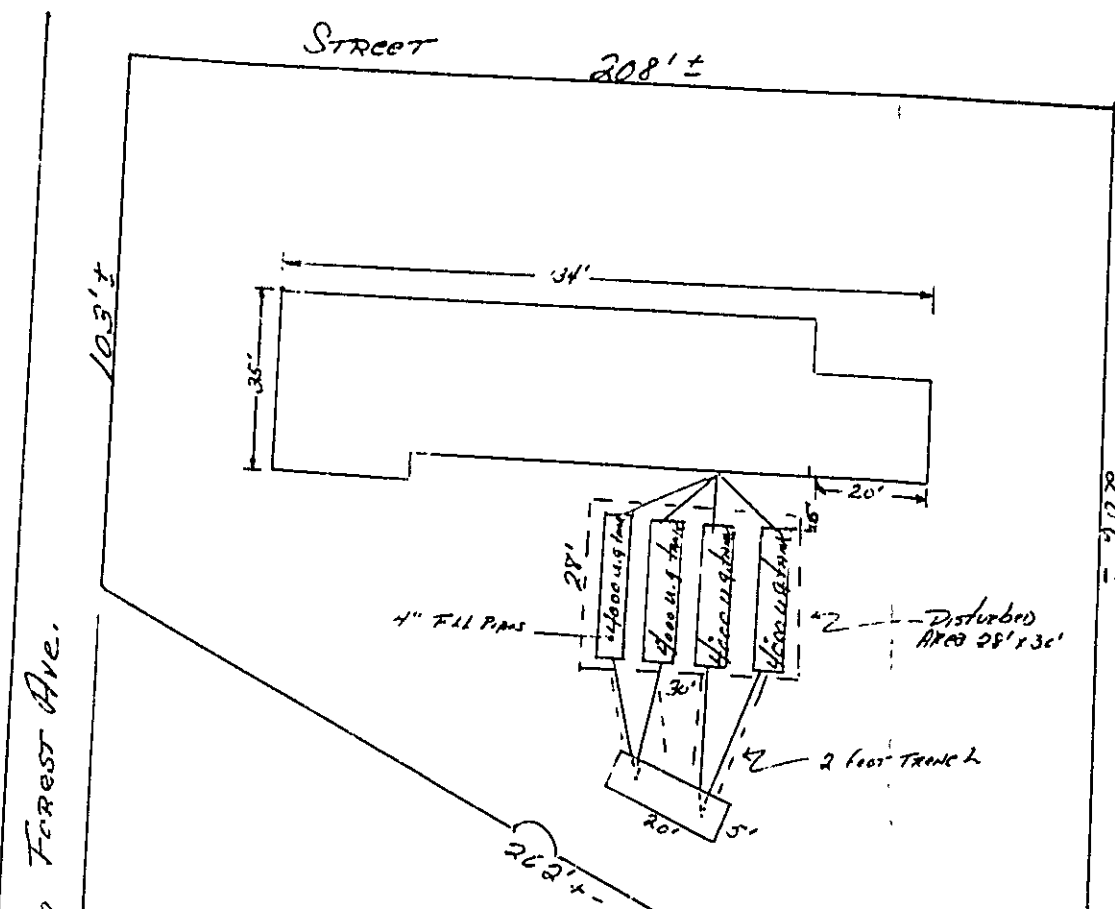 STREET
208' ±
103' ±
34'
35'
20'
28'
4000 u.g tank
4000 u.g tank
4000 u.g tank
4000 u.g tank
4" Fill Pipes
Disturbed
Area 28' x 30'
30'
2 foot Trench
20'
5'
262' +-
Forest Ave.